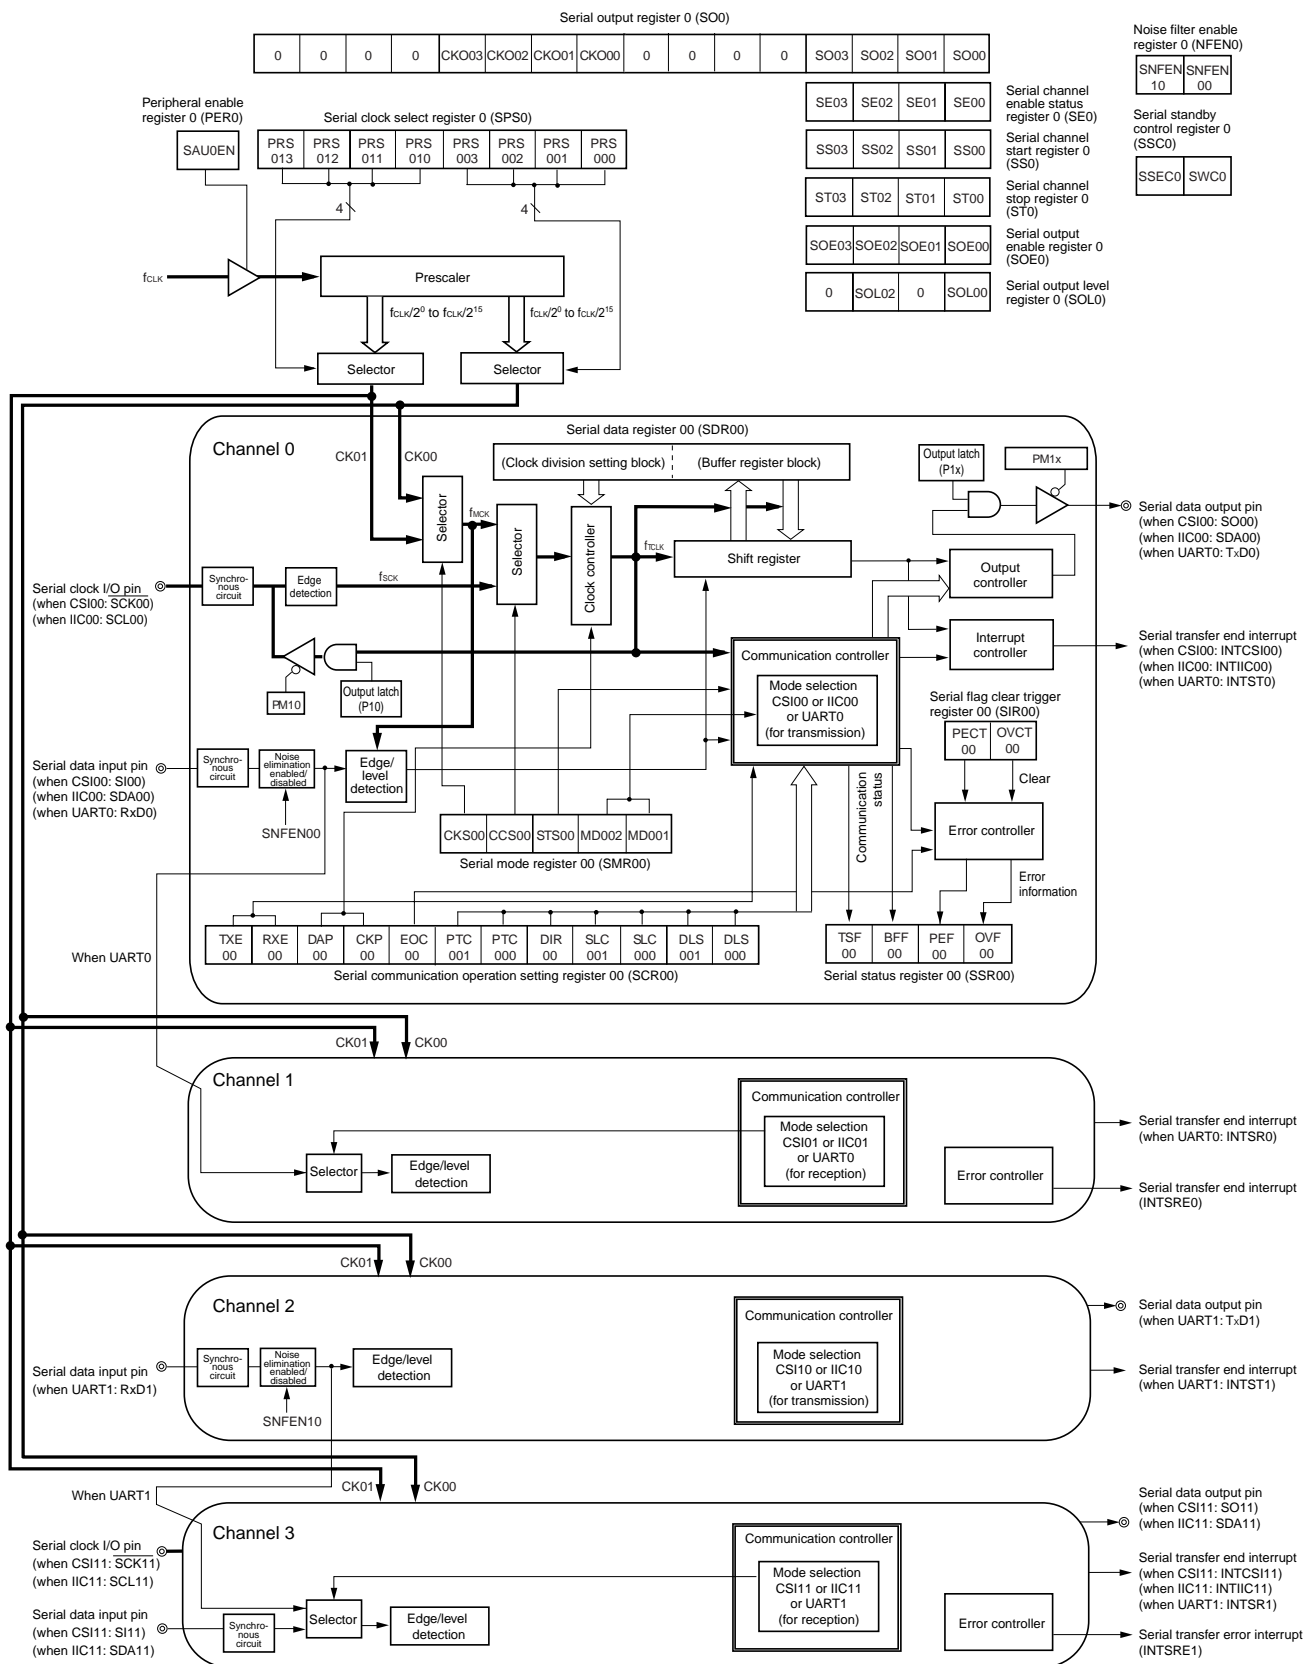 Serial output register 0 (SO0)
0 0 0 0 CKO03 CKO02 CKO01 CKO00 0 0 0 0 SO03 SO02 SO01 SO00
Noise filter enable
register 0 (NFEN0)
SNFEN
10
SNFEN
00
Peripheral enable
register 0 (PER0)
SAU0EN
Serial clock select register 0 (SPS0)
PRS
013
PRS
012
PRS
011
PRS
010
PRS
003
PRS
002
PRS
001
PRS
000
4
4
SE03 SE02 SE01 SE00
Serial channel
enable status
register 0 (SE0)
SS03 SS02 SS01 SS00
Serial channel
start register 0
(SS0)
ST03 ST02 ST01 ST00
Serial channel
stop register 0
(ST0)
SOE03 SOE02 SOE01 SOE00
Serial output
enable register 0
(SOE0)
0 SOL02 0 SOL00
Serial output level
register 0 (SOL0)
Serial standby
control register 0
(SSC0)
SSEC0 SWC0
fCLK
Prescaler
fCLK/2⁰ to fCLK/2¹⁵
fCLK/2⁰ to fCLK/2¹⁵
Selector
Selector
Channel 0
CK01
CK00
Serial data register 00 (SDR00)
(Clock division setting block)
(Buffer register block)
Output latch
(P1x)
PM1x
Serial data output pin
(when CSI00: SO00)
(when IIC00: SDA00)
(when UART0: TxD0)
Selector
fMCK
Selector
Clock controller
fTCLK
Shift register
Output
controller
Serial clock I/O pin
(when CSI00: SCK00)
(when IIC00: SCL00)
Synchro-
nous
circuit
Edge
detection
fSCK
PM10
Output latch
(P10)
Communication controller
Mode selection
CSI00 or IIC00
or UART0
(for transmission)
Interrupt
controller
Serial transfer end interrupt
(when CSI00: INTCSI00)
(when IIC00: INTIIC00)
(when UART0: INTST0)
Serial flag clear trigger
register 00 (SIR00)
PECT
00
OVCT
00
Clear
Serial data input pin
(when CSI00: SI00)
(when IIC00: SDA00)
(when UART0: RxD0)
Synchro-
nous
circuit
Noise
elimination
enabled/
disabled
Edge/
level
detection
SNFEN00
CKS00 CCS00 STS00 MD002 MD001
Serial mode register 00 (SMR00)
Communication
status
Error controller
Error
information
When UART0
TXE
00
RXE
00
DAP
00
CKP
00
EOC
00
PTC
001
PTC
000
DIR
00
SLC
001
SLC
000
DLS
001
DLS
000
Serial communication operation setting register 00 (SCR00)
TSF
00
BFF
00
PEF
00
OVF
00
Serial status register 00 (SSR00)
CK01
CK00
Channel 1
Communication controller
Mode selection
CSI01 or IIC01
or UART0
(for reception)
Selector
Edge/level
detection
Error controller
Serial transfer end interrupt
(when UART0: INTSR0)
Serial transfer end interrupt
(INTSRE0)
CK01
CK00
Channel 2
Communication controller
Mode selection
CSI10 or IIC10
or UART1
(for transmission)
Serial data output pin
(when UART1: TxD1)
Serial transfer end interrupt
(when UART1: INTST1)
Serial data input pin
(when UART1: RxD1)
Synchro-
nous
circuit
Noise
elimination
enabled/
disabled
Edge/level
detection
SNFEN10
When UART1
CK01
CK00
Channel 3
Communication controller
Mode selection
CSI11 or IIC11
or UART1
(for reception)
Serial data output pin
(when CSI11: SO11)
(when IIC11: SDA11)
Serial clock I/O pin
(when CSI11: SCK11)
(when IIC11: SCL11)
Serial transfer end interrupt
(when CSI11: INTCSI11)
(when IIC11: INTIIC11)
(when UART1: INTSR1)
Serial data input pin
(when CSI11: SI11)
(when IIC11: SDA11)
Synchro-
nous
circuit
Selector
Edge/level
detection
Error controller
Serial transfer error interrupt
(INTSRE1)